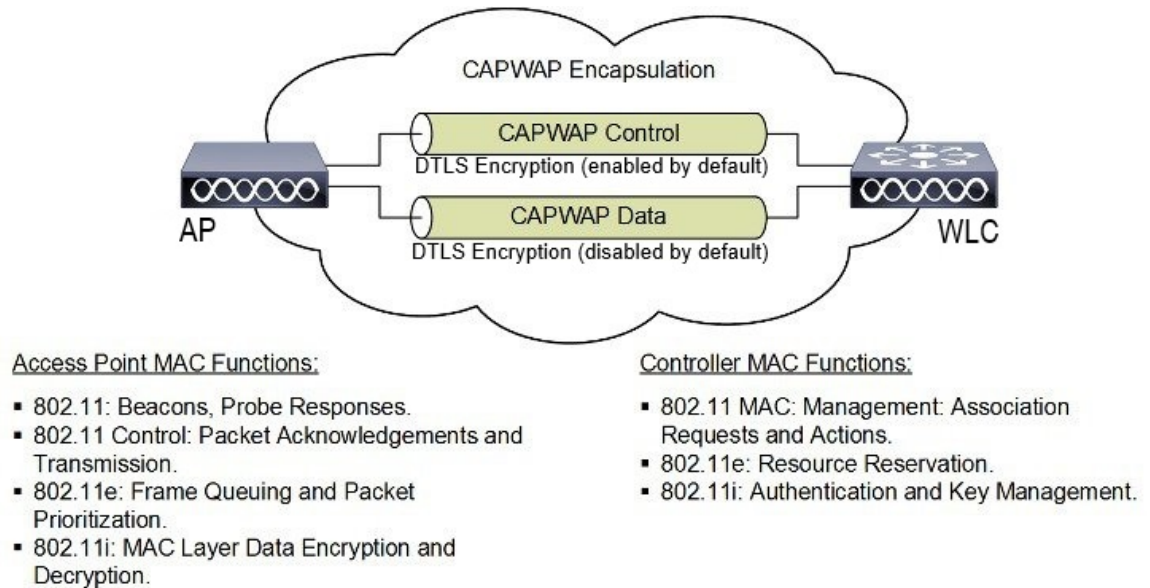 CAPWAP Encapsulation
CAPWAP Control
DTLS Encryption (enabled by default)
CAPWAP Data
DTLS Encryption (disabled by default)
AP
WLC
Access Point MAC Functions:
▪ 802.11: Beacons, Probe Responses.
▪ 802.11 Control: Packet Acknowledgements and
Transmission.
▪ 802.11e: Frame Queuing and Packet
Prioritization.
▪ 802.11i: MAC Layer Data Encryption and
Decryption.
Controller MAC Functions:
▪ 802.11 MAC: Management: Association
Requests and Actions.
▪ 802.11e: Resource Reservation.
▪ 802.11i: Authentication and Key Management.